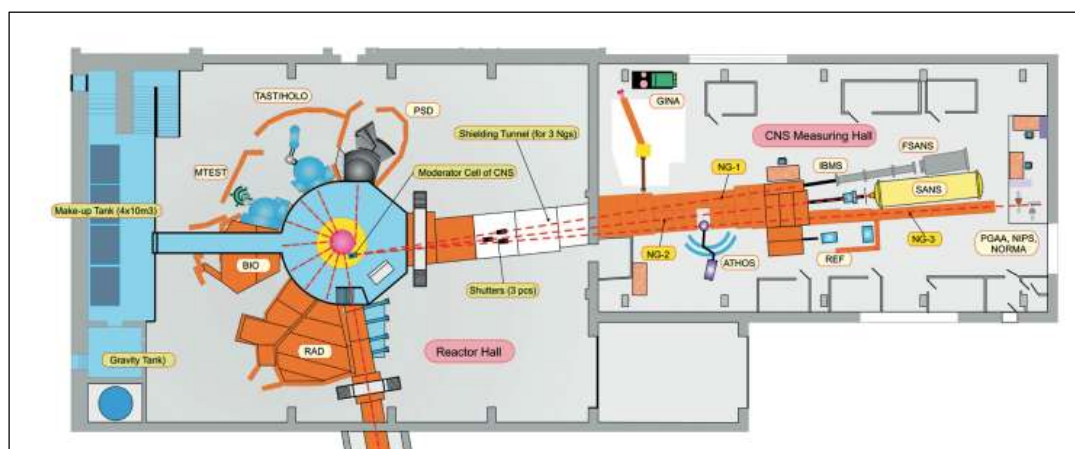 TAST/HOLO
PSD
MTEST
Shielding Tunnel (for 3 Ngs)
Moderator Cell of CNS
Make-up Tank (4x10m3)
BIO
RAD
Gravity Tank)
Shutters (3 pcs)
Reactor Hall
GINA
CNS Measuring Hall
FSANS
IBMS
NG-1
SANS
NG-2
NG-3
ATHOS
REF
PGAA, NIPS,
NORMA